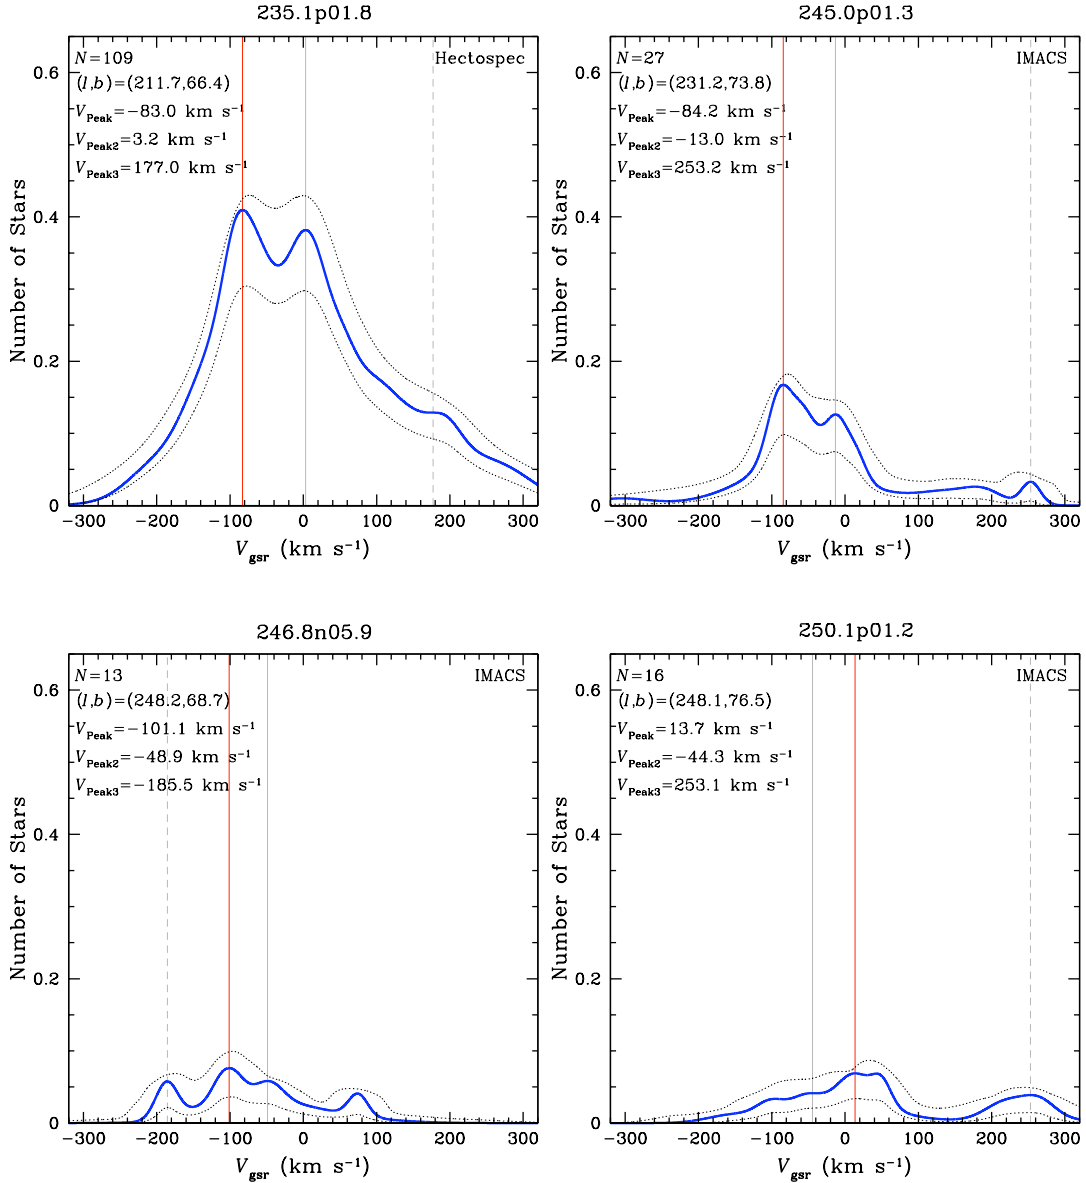 235.1p01.8
N=109
Hectospec
(l,b)=(211.7,66.4)
V_Peak=−83.0 km s⁻¹
V_Peak2=3.2 km s⁻¹
V_Peak3=177.0 km s⁻¹
0.6
0.4
0.2
0
Number of Stars
−300 −200 −100 0 100 200 300
V_gsr (km s⁻¹)
245.0p01.3
N=27
IMACS
(l,b)=(231.2,73.8)
V_Peak=−84.2 km s⁻¹
V_Peak2=−13.0 km s⁻¹
V_Peak3=253.2 km s⁻¹
0.6
0.4
0.2
0
Number of Stars
−300 −200 −100 0 100 200 300
V_gsr (km s⁻¹)
246.8n05.9
N=13
IMACS
(l,b)=(248.2,68.7)
V_Peak=−101.1 km s⁻¹
V_Peak2=−48.9 km s⁻¹
V_Peak3=−185.5 km s⁻¹
0.6
0.4
0.2
0
Number of Stars
−300 −200 −100 0 100 200 300
V_gsr (km s⁻¹)
250.1p01.2
N=16
IMACS
(l,b)=(248.1,76.5)
V_Peak=13.7 km s⁻¹
V_Peak2=−44.3 km s⁻¹
V_Peak3=253.1 km s⁻¹
0.6
0.4
0.2
0
Number of Stars
−300 −200 −100 0 100 200 300
V_gsr (km s⁻¹)